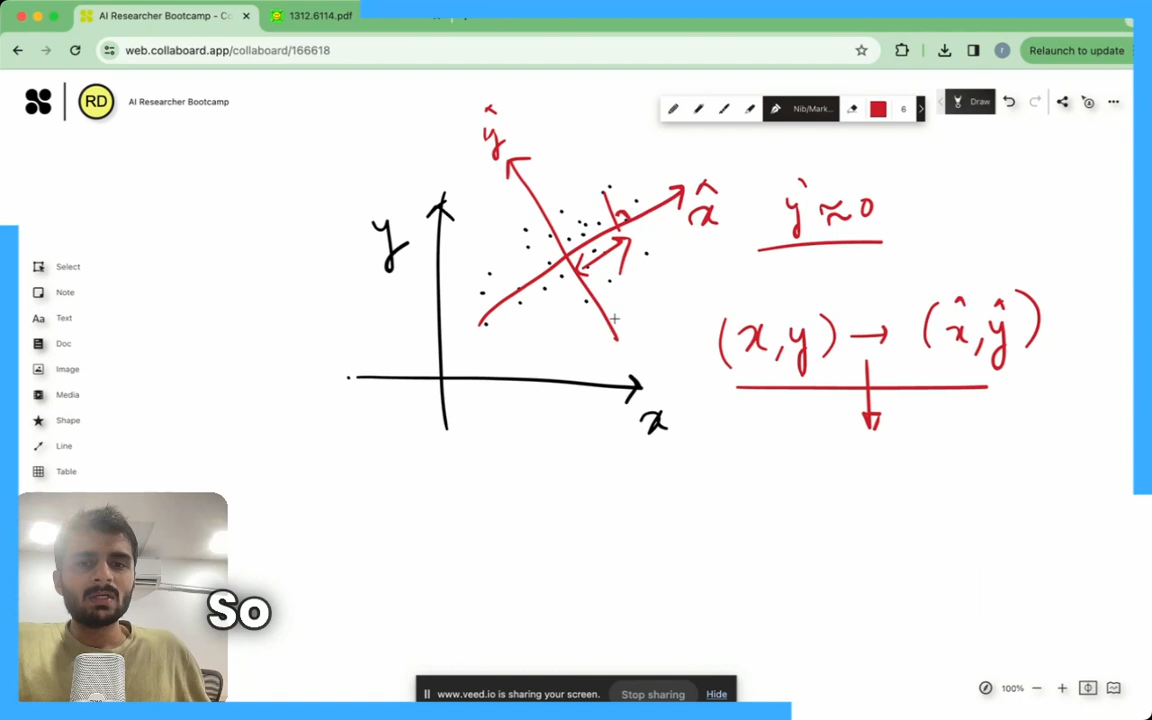 AI Researcher Bootcamp - Co
1312.6114.pdf
web.collaboard.app/collaboard/166618
r
Relaunch to update
RD
AI Researcher Bootcamp
Nib/Mark...
6
Draw
ŷ
x̂
ŷ ≈ 0
y
(x, y) → (x̂, ŷ)
x
Select
Note
Text
Doc
Image
Media
Shape
Line
Table
So
www.veed.io is sharing your screen.
Stop sharing
Hide
100%